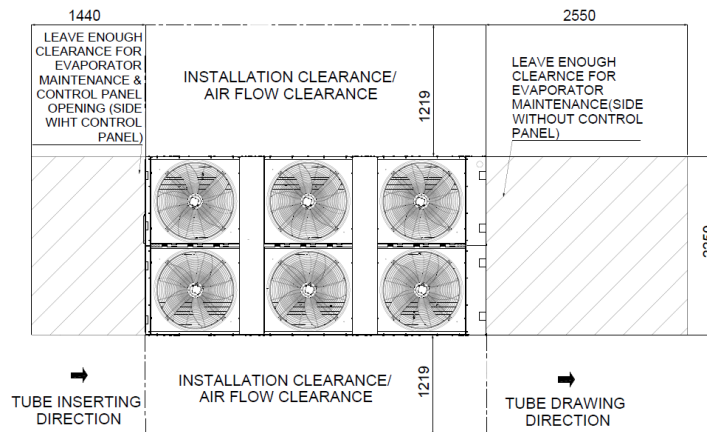 1440
2550
LEAVE ENOUGH
CLEARANCE FOR
EVAPORATOR
MAINTENANCE &
CONTROL PANEL
OPENING (SIDE
WIHT CONTROL
PANEL)
INSTALLATION CLEARANCE/
AIR FLOW CLEARANCE
1219
LEAVE ENOUGH
CLEARNCE FOR
EVAPORATOR
MAINTENANCE(SIDE
WITHOUT CONTROL
PANEL)
TUBE INSERTING
DIRECTION
INSTALLATION CLEARANCE/
AIR FLOW CLEARANCE
1219
TUBE DRAWING
DIRECTION